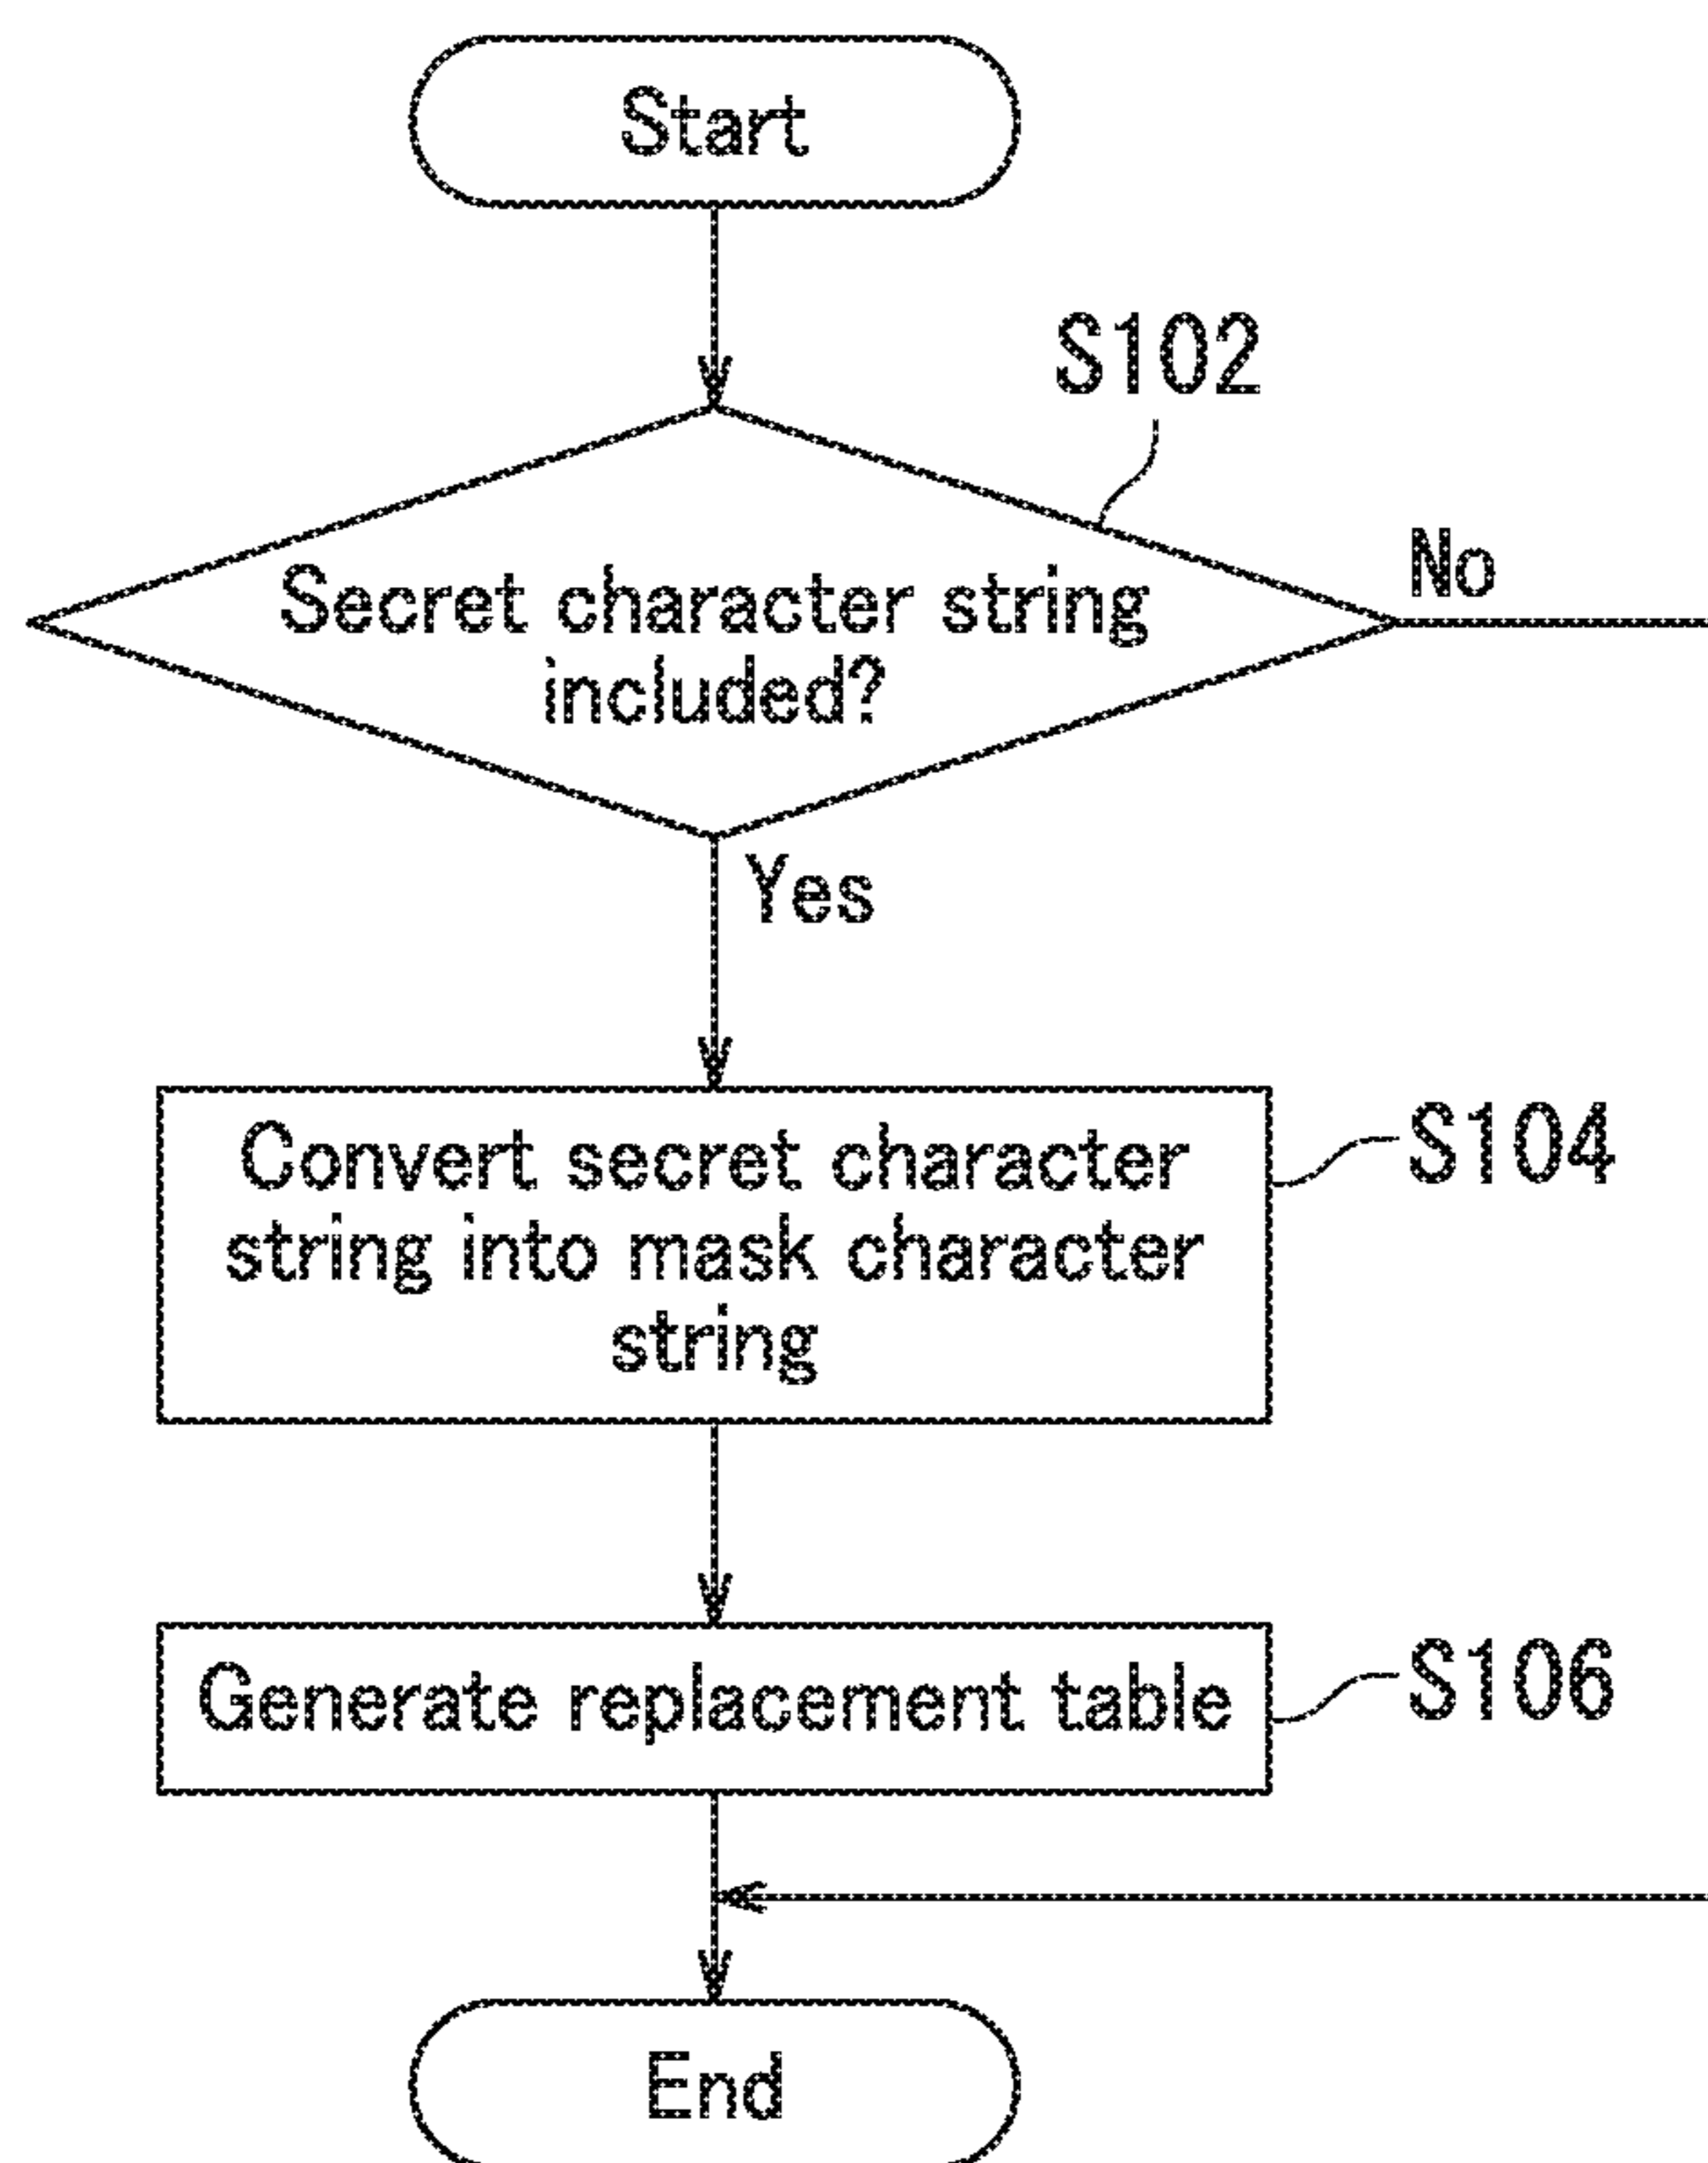 Start
S102
Secret character string
included?
No
Yes
Convert secret character
string into mask character
string
S104
Generate replacement table
S106
End